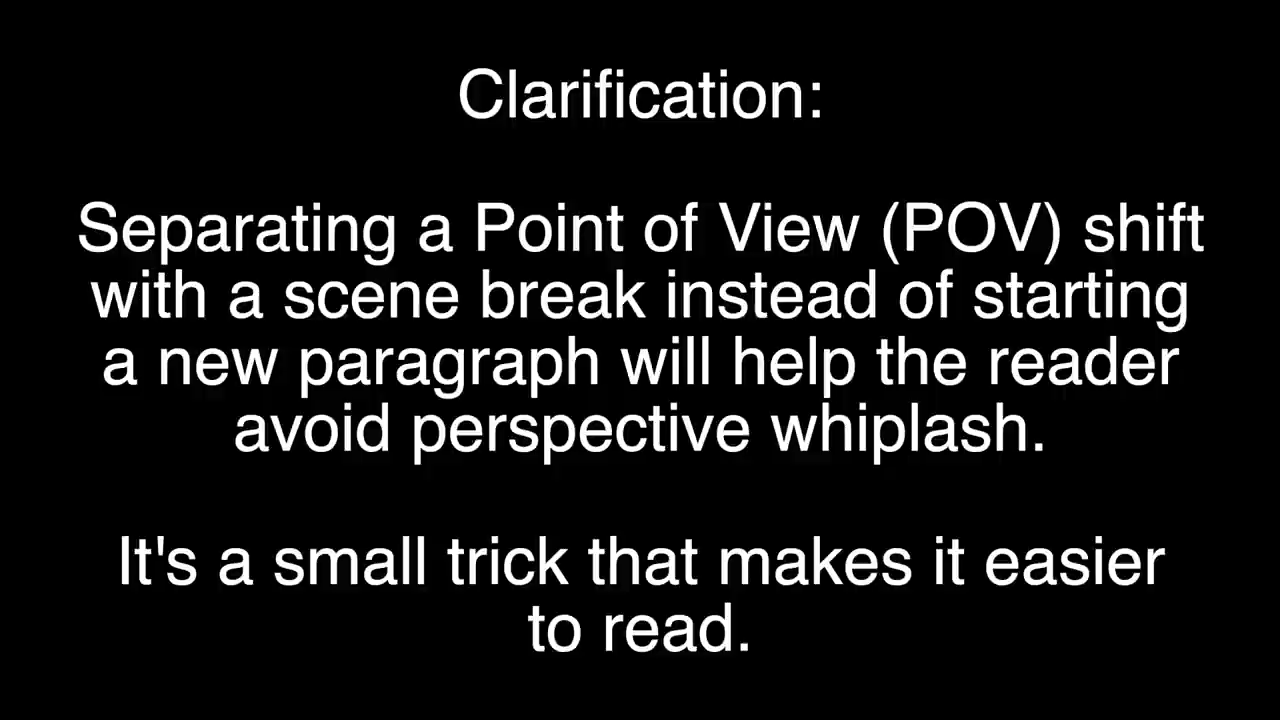 Clarification:
Separating a Point of View (POV) shift
with a scene break instead of starting
a new paragraph will help the reader
avoid perspective whiplash.
It's a small trick that makes it easier
to read.